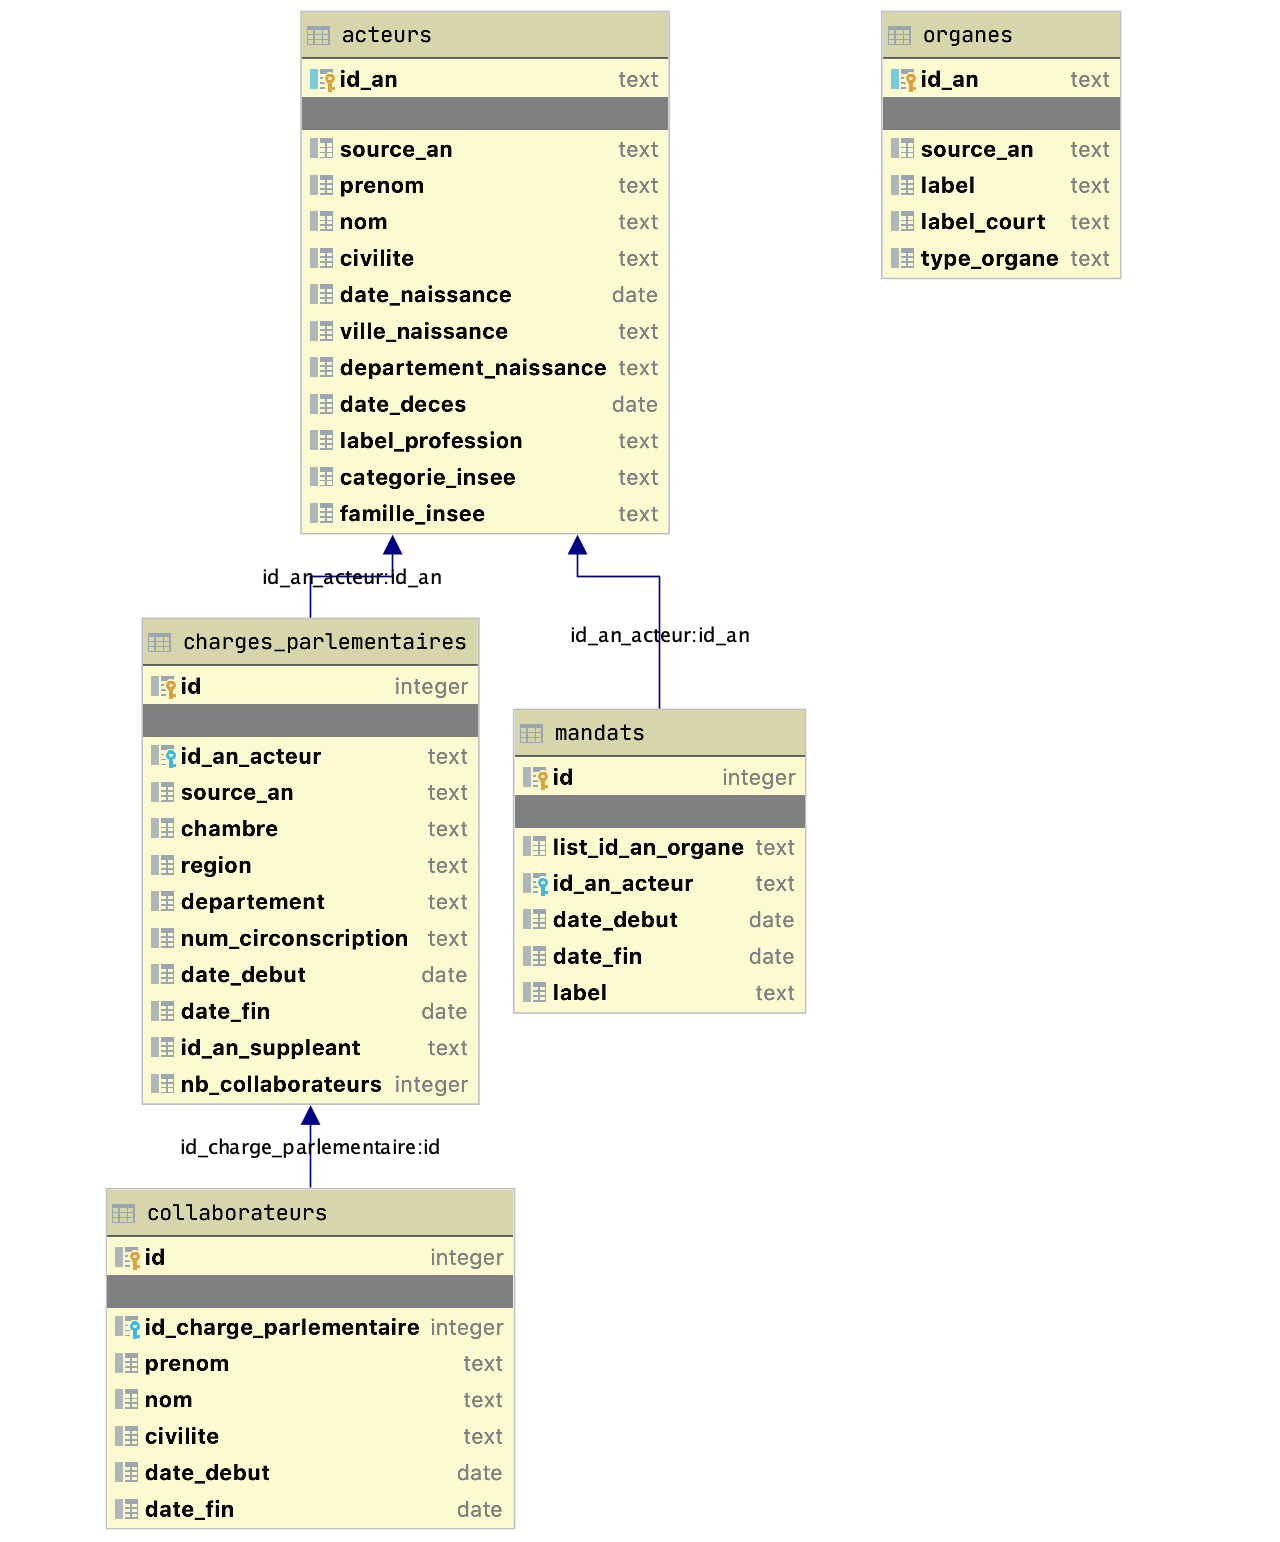 acteurs
id_an text
source_an text
prenom text
nom text
civilite text
date_naissance date
ville_naissance text
departement_naissance text
date_deces date
label_profession text
categorie_insee text
famille_insee text
organes
id_an text
source_an text
label text
label_court text
type_organe text
id_an_acteur:id_an
id_an_acteur:id_an
charges_parlementaires
id integer
id_an_acteur text
source_an text
chambre text
region text
departement text
num_circonscription text
date_debut date
date_fin date
id_an_suppleant text
nb_collaborateurs integer
mandats
id integer
list_id_an_organe text
id_an_acteur text
date_debut date
date_fin date
label text
id_charge_parlementaire:id
collaborateurs
id integer
id_charge_parlementaire integer
prenom text
nom text
civilite text
date_debut date
date_fin date